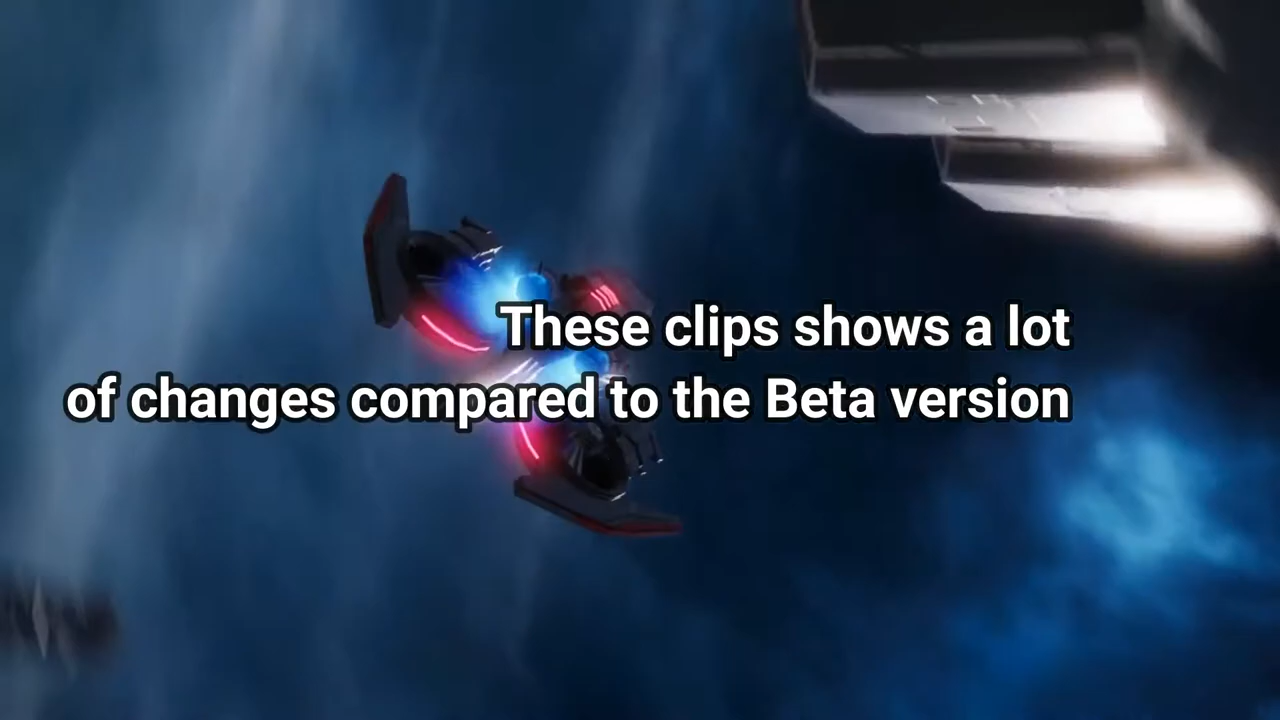 These clips shows a lot
of changes compared to the Beta version